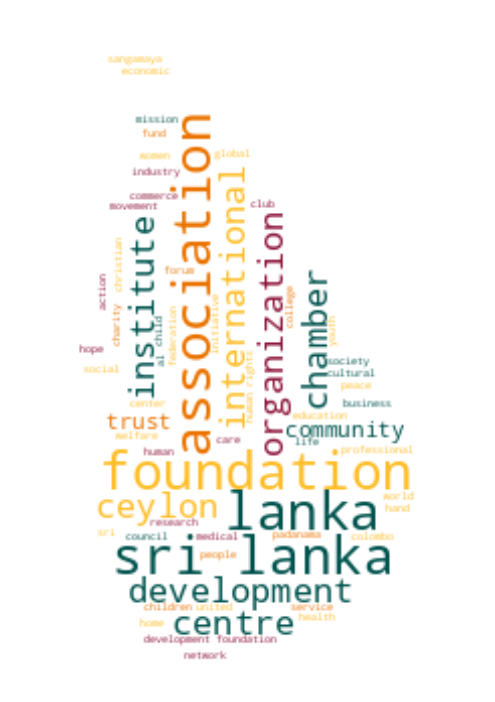 sangamaya
economic
mission
fund
association
women
global
industry
international
commerce
movement
club
organization
institute
christian
forum
chamber
action
college
charity
al child
federation
initiative
youth
hope
society
social
human rights
cultural
peace
center
business
trust
education
community
welfare
care
life
human
professional
foundation
ceylon
lanka
world
hand
research
sri
council
medical
padanama
colombo
sri lanka
people
development
children
united
service
home
centre
health
development foundation
network